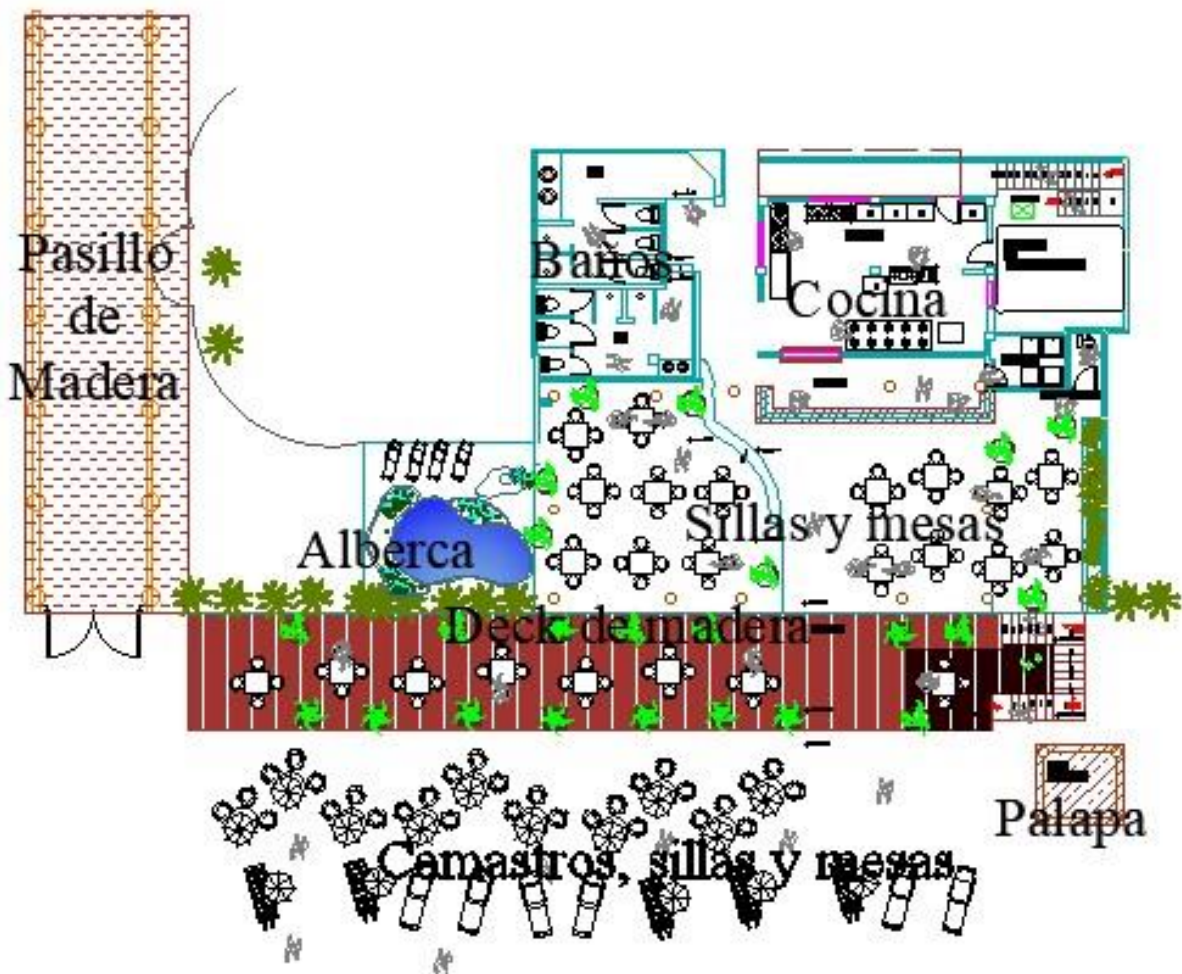 Pasillo
de
Madera
Baños
Cocina
Alberca
Sillas y mesas
Deck de madera
Palapa
Camastros, sillas y mesas